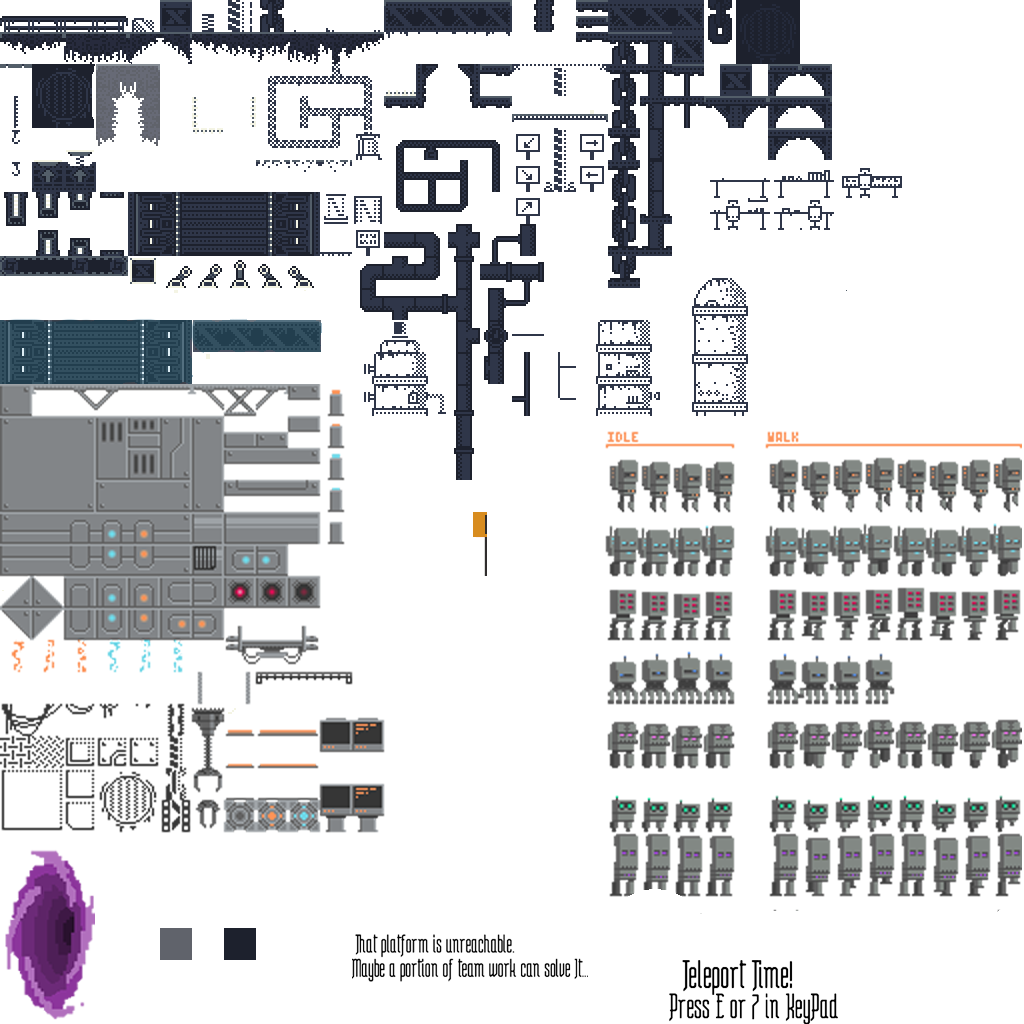 IDLE
WALK
That platform is unreachable.
Maybe a portion of team work can solve it...
Teleport Time!
Press E or 7 in KeyPad